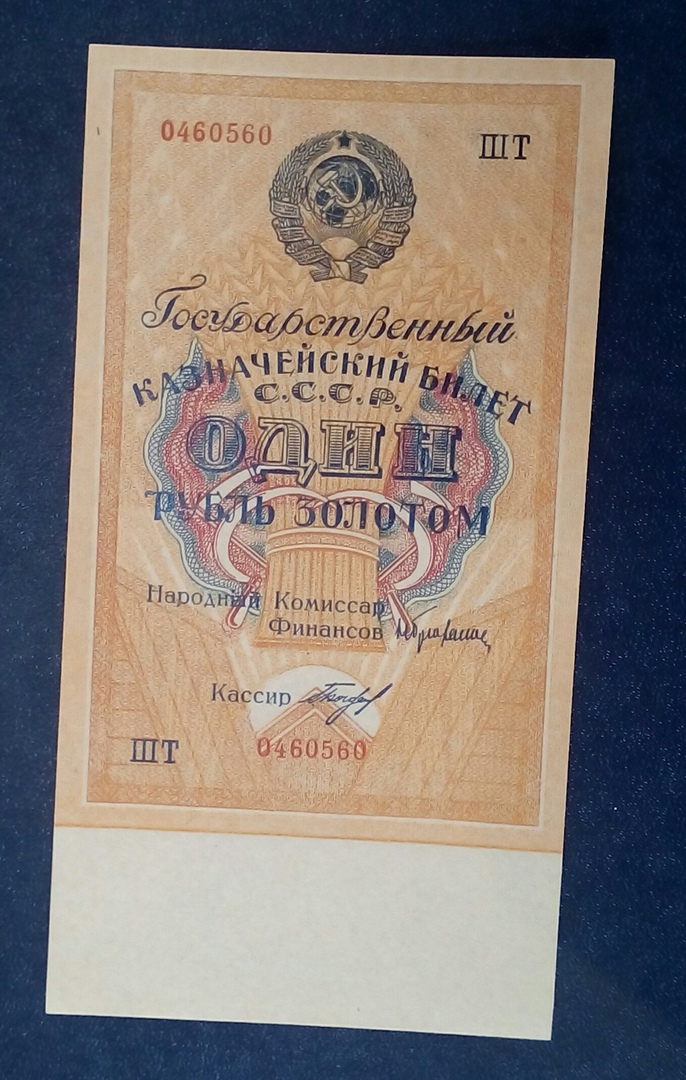 0460560
ШТ
Государственный
КАЗНАЧЕЙСКИЙ БИЛЕТ
С.С.С.Р.
ОДИН
РУБЛЬ ЗОЛОТОМ
Народный Комиссар
Финансов
Кассир
ШТ
0460560